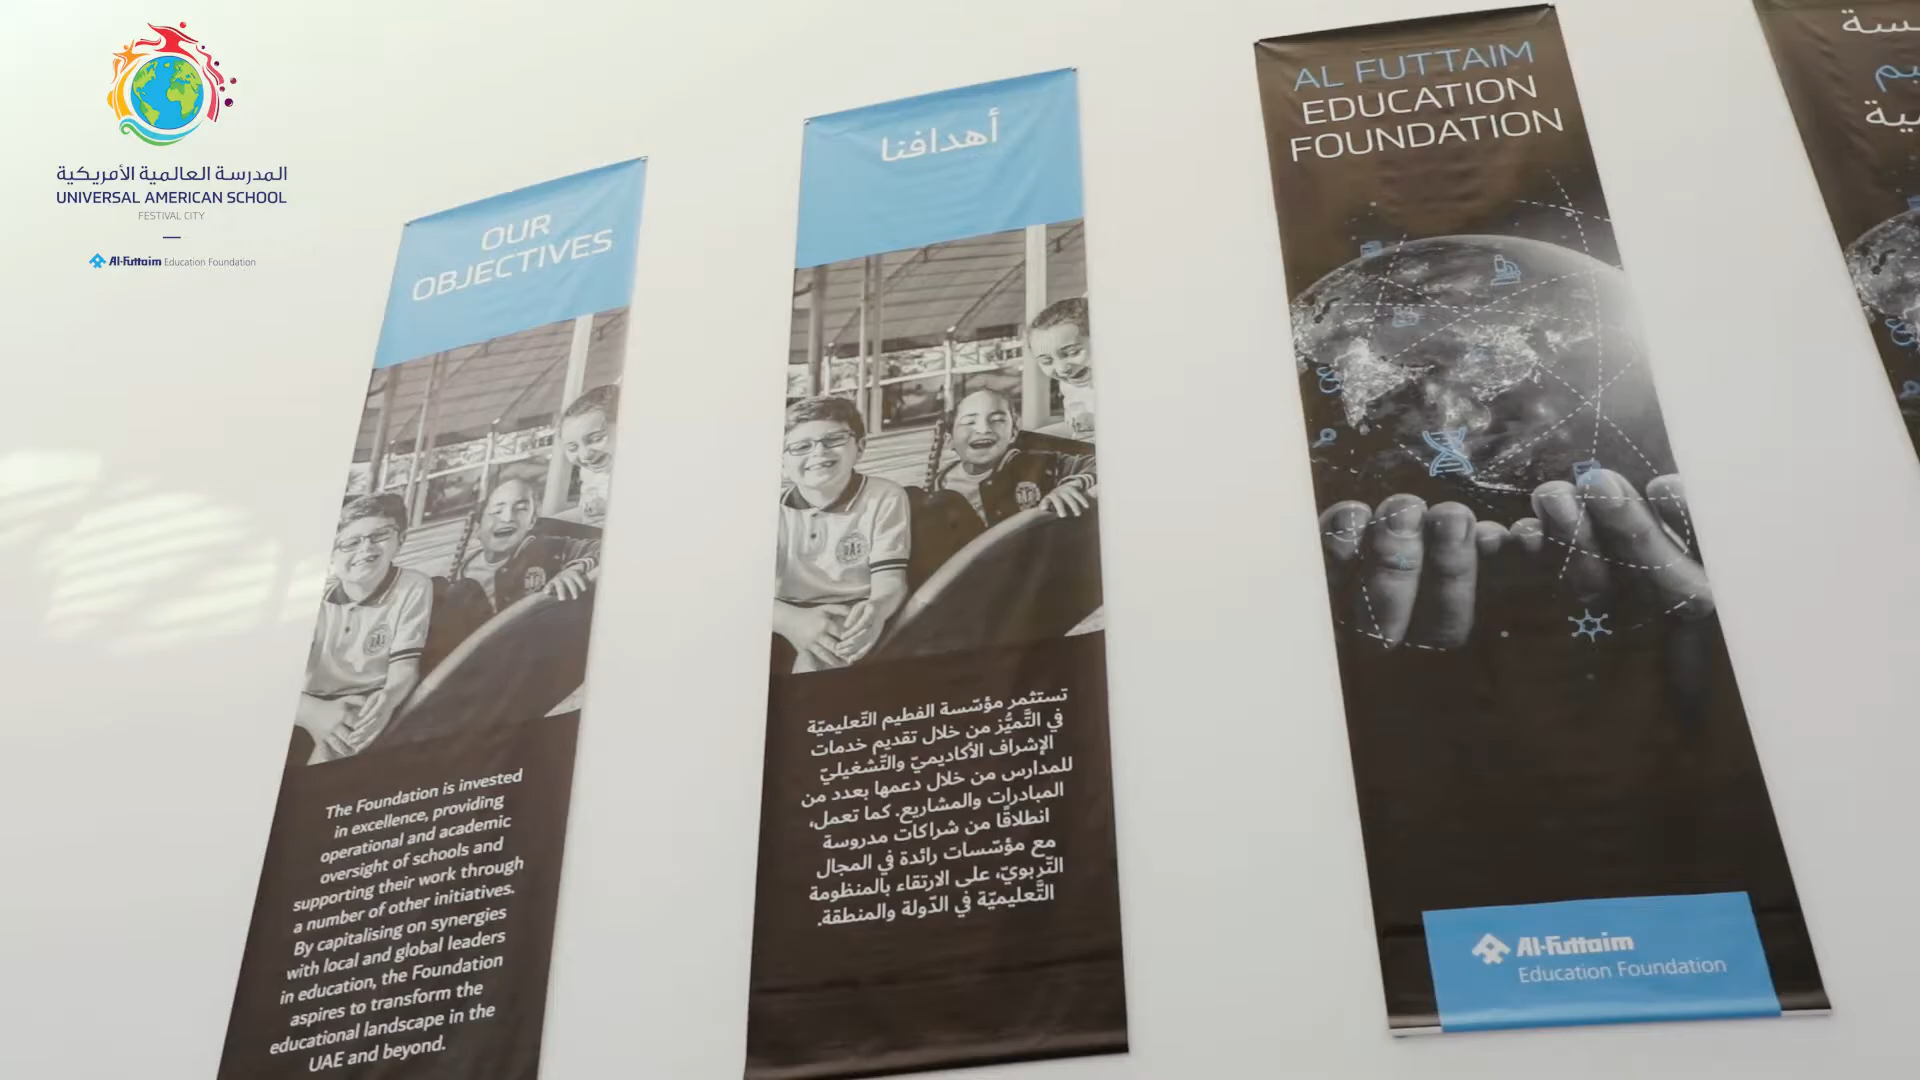 المدرسة العالمية الأمريكية
UNIVERSAL AMERICAN SCHOOL
FESTIVAL CITY
Al-Futtaim Education Foundation
OUR
OBJECTIVES
The Foundation is invested
in excellence, providing
operational and academic
oversight of schools and
supporting their work through
a number of other initiatives.
By capitalising on synergies
with local and global leaders
in education, the Foundation
aspires to transform the
educational landscape in the
UAE and beyond.
أهدافنا
تستثمر مؤسّسة الفطيم التّعليميّة
في التَّميُّز من خلال تقديم خدمات
الإشراف الأكاديميّ والتّشغيليّ
للمدارس من خلال دعمها بعدد من
المبادرات والمشاريع. كما تعمل،
انطلاقًا من شراكات مدروسة
مع مؤسّسات رائدة في المجال
التّربويّ، على الارتقاء بالمنظومة
التَّعليميّة في الدّولة والمنطقة.
AL FUTTAIM
EDUCATION
FOUNDATION
Al-Futtaim
Education Foundation